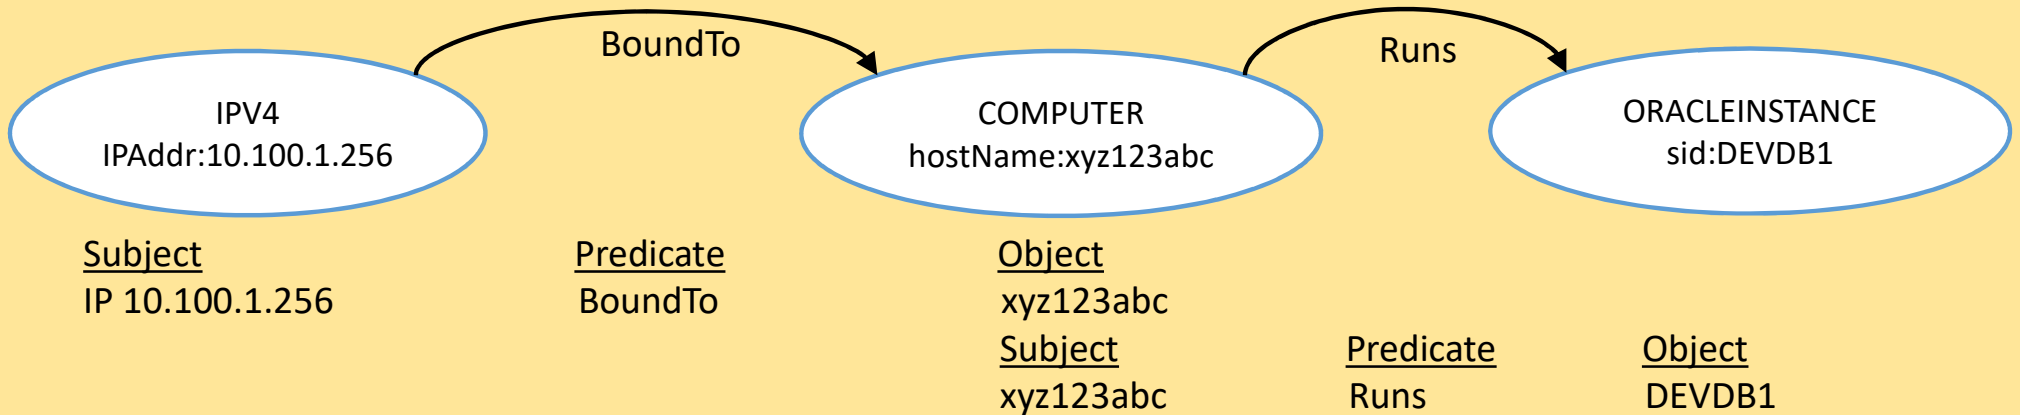 BoundTo
Runs
IPV4
IPAddr:10.100.1.256
COMPUTER
hostName:xyz123abc
ORACLEINSTANCE
sid:DEVDB1
Subject Predicate Object
IP 10.100.1.256 BoundTo xyz123abc
Subject Predicate Object
xyz123abc Runs DEVDB1